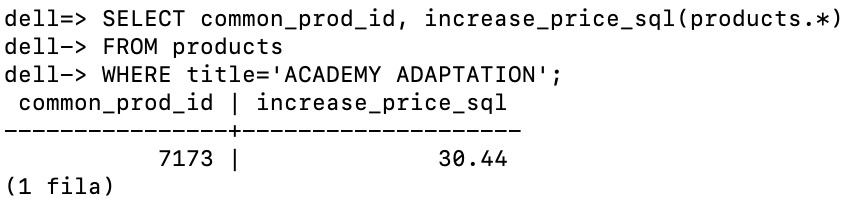 dell=> SELECT common_prod_id, increase_price_sql(products.*)
dell-> FROM products
dell-> WHERE title='ACADEMY ADAPTATION';
 common_prod_id | increase_price_sql
----------------+--------------------
           7173 |              30.44
(1 fila)